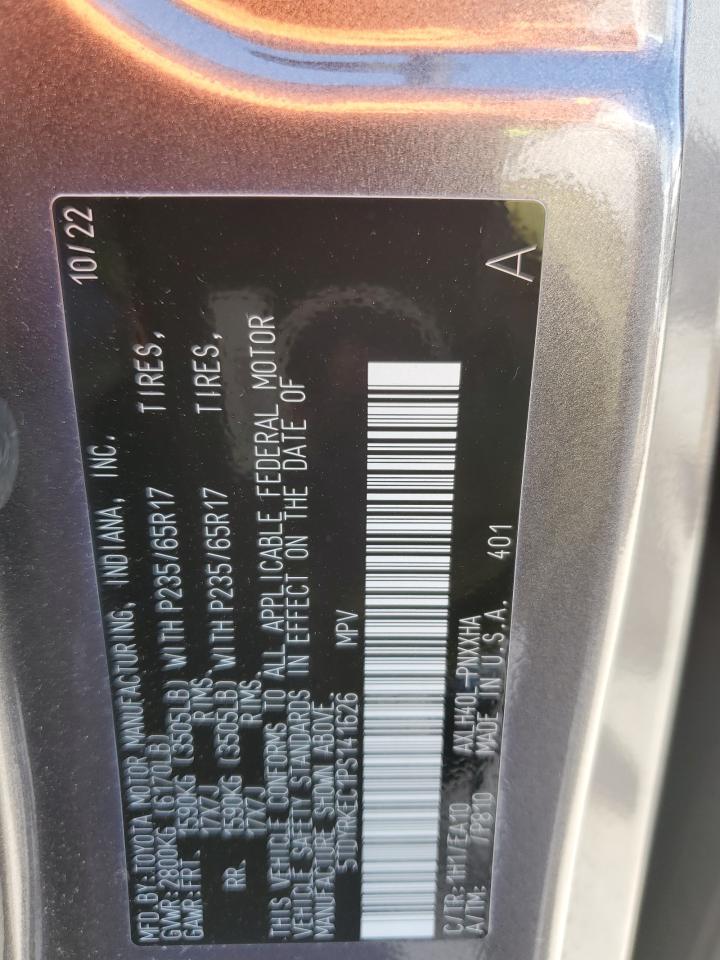 MFD.BY:TOYOTA MOTOR MANUFACTURING, INDIANA, INC. 10/22
GVWR:2800KG (6170LB)
GAWR:FRT. 1590KG (3505LB) WITH P235/65R17 TIRES,
17X7J RIMS.
RR. 1590KG (3505LB) WITH P235/65R17 TIRES,
17X7J RIMS.
THIS VEHICLE CONFORMS TO ALL APPLICABLE FEDERAL MOTOR
VEHICLE SAFETY STANDARDS IN EFFECT ON THE DATE OF
MANUFACTURE SHOWN ABOVE.
5TDYRKEC1PS141626 MPV
C/TR:1H1/EA10 AXLH40L-PNXXHA
A/TM: /P810 MADE IN U.S.A. 401 A